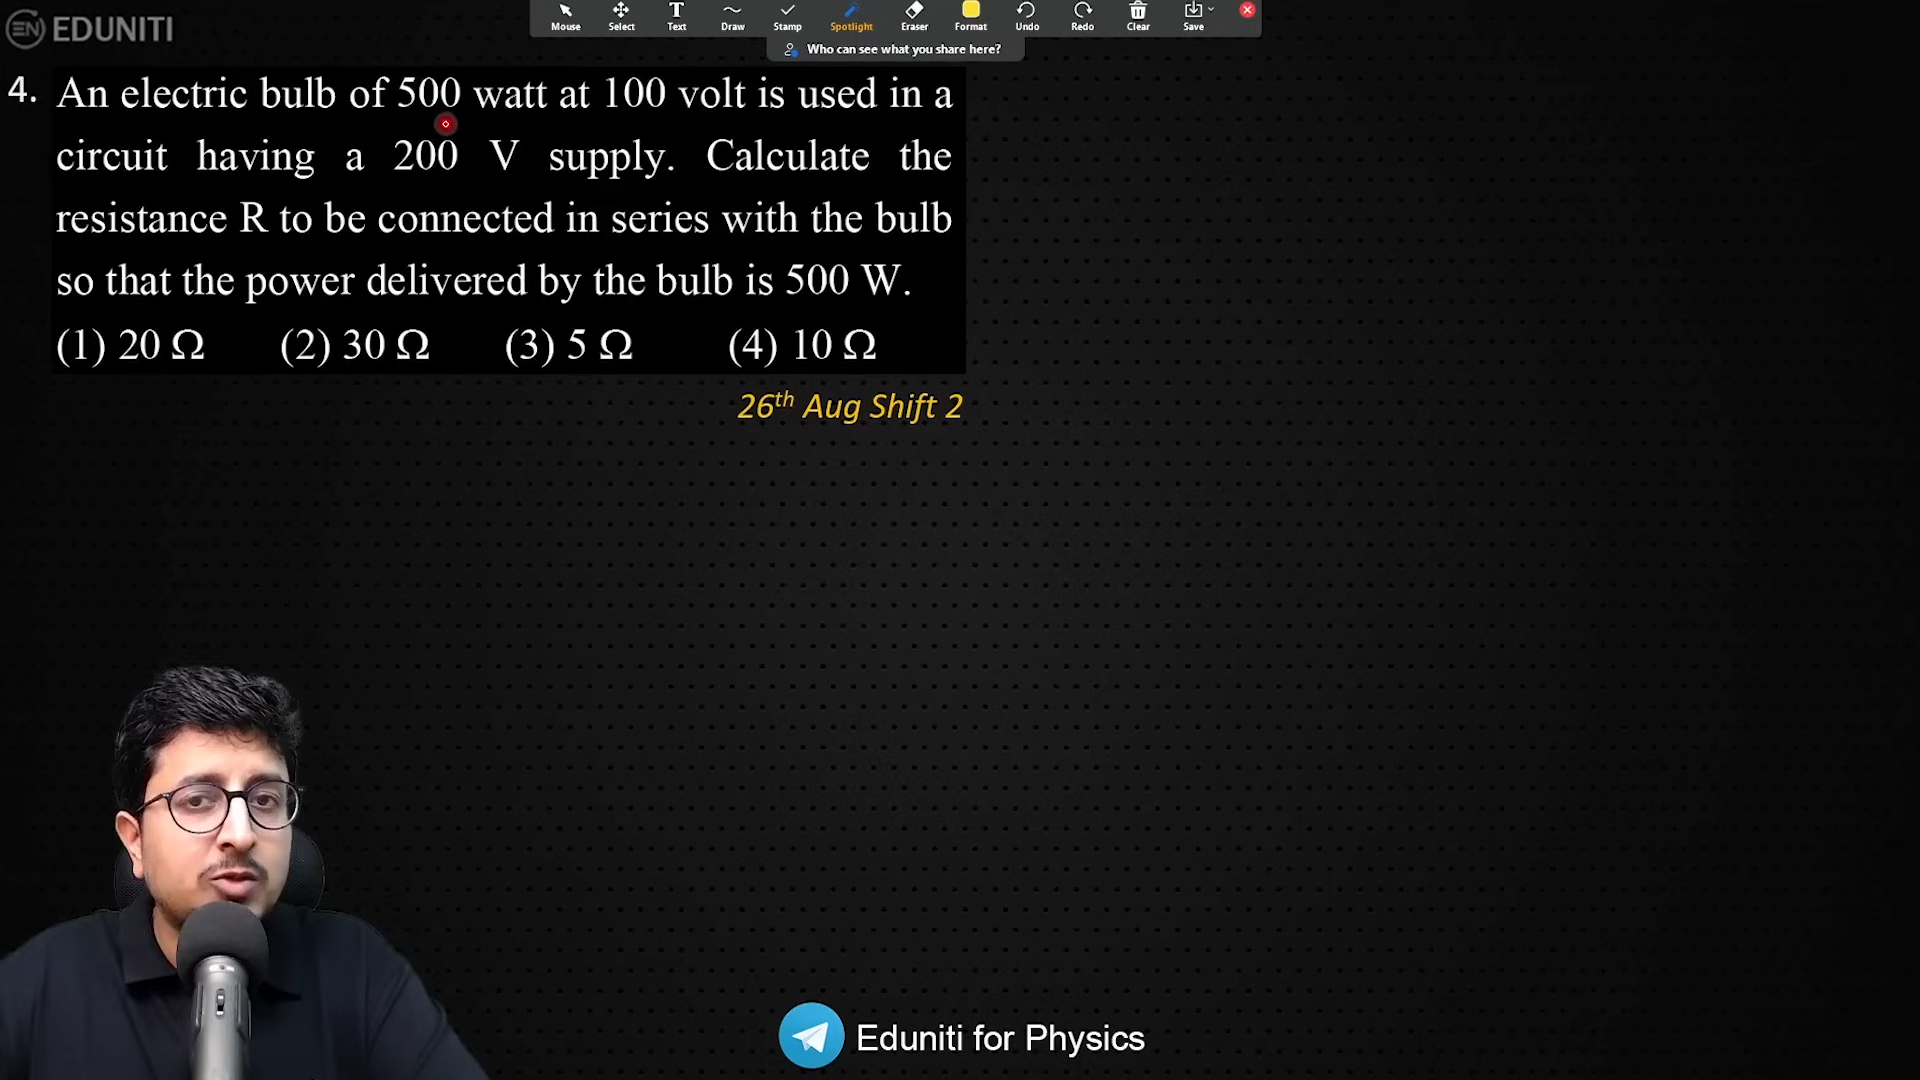 EN EDUNITI
Mouse Select Text Draw Stamp Spotlight Eraser Format Undo Redo Clear Save
Who can see what you share here?
4. An electric bulb of 500 watt at 100 volt is used in a
circuit having a 200 V supply. Calculate the
resistance R to be connected in series with the bulb
so that the power delivered by the bulb is 500 W.
(1) 20 Ω (2) 30 Ω (3) 5 Ω (4) 10 Ω
26th Aug Shift 2
Eduniti for Physics